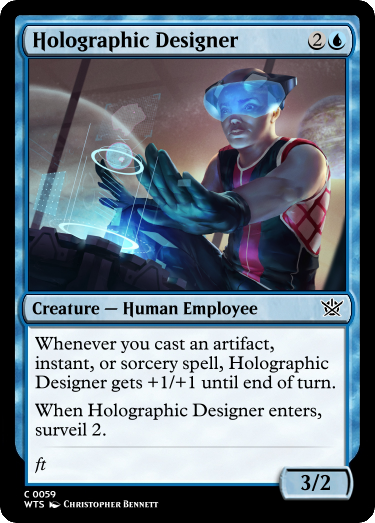 Holographic Designer 2
Creature — Human Employee
Whenever you cast an artifact,
instant, or sorcery spell, Holographic
Designer gets +1/+1 until end of turn.
When Holographic Designer enters,
surveil 2.
ft
3/2
C 0059
WTS Christopher Bennett